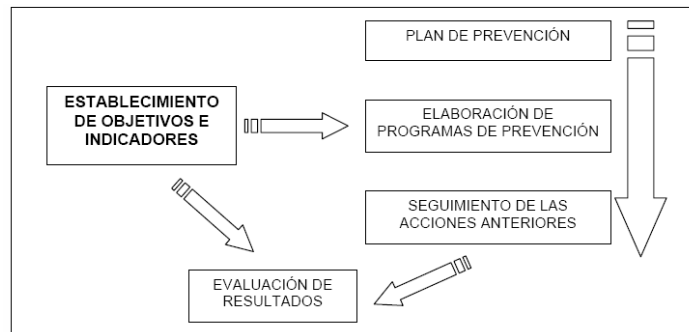 PLAN DE PREVENCIÓN
ESTABLECIMIENTO
DE OBJETIVOS E
INDICADORES
ELABORACIÓN DE
PROGRAMAS DE PREVENCIÓN
SEGUIMIENTO DE LAS
ACCIONES ANTERIORES
EVALUACIÓN DE
RESULTADOS